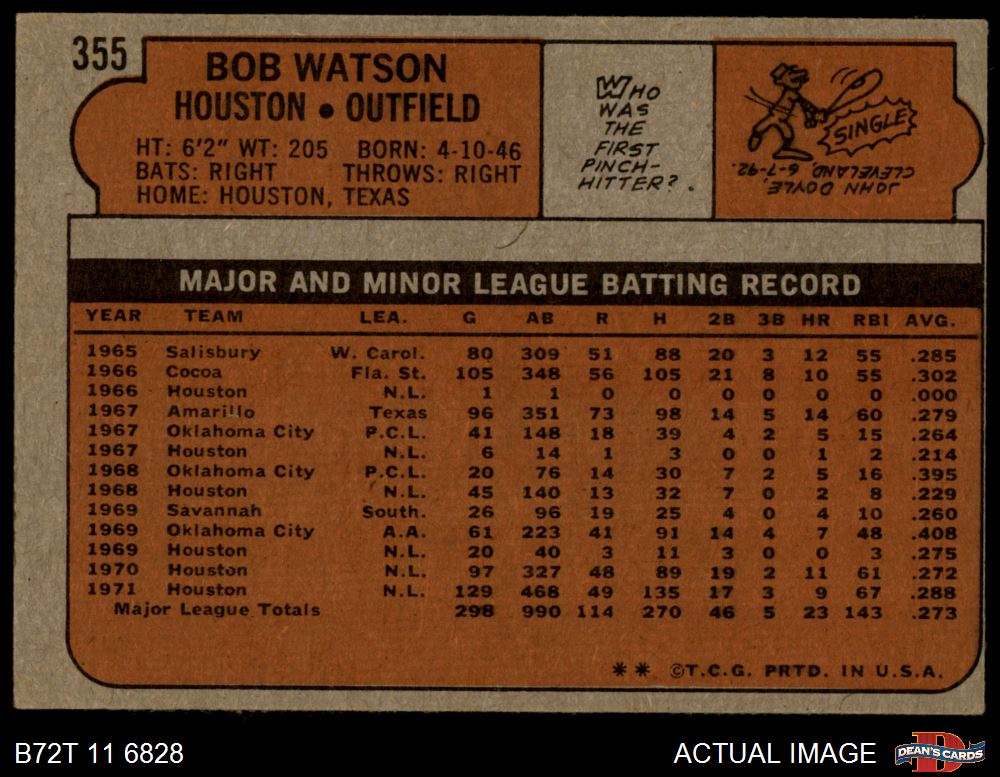 355
BOB WATSON
HOUSTON • OUTFIELD
HT: 6'2" WT: 205 BORN: 4-10-46
BATS: RIGHT THROWS: RIGHT
HOME: HOUSTON, TEXAS
WHO
WAS
THE
FIRST
PINCH-
HITTER?.
SINGLE
JOHN DOYLE,
CLEVELAND, 6-7-92.
MAJOR AND MINOR LEAGUE BATTING RECORD
YEAR TEAM LEA. G AB R H 2B 3B HR RBI AVG.
1965 Salisbury W. Carol. 80 309 51 88 20 3 12 55 .285
1966 Cocoa Fla. St. 105 348 56 105 21 8 10 55 .302
1966 Houston N.L. 1 1 0 0 0 0 0 0 .000
1967 Amarillo Texas 96 351 73 98 14 5 14 60 .279
1967 Oklahoma City P.C.L. 41 148 18 39 4 2 5 15 .264
1967 Houston N.L. 6 14 1 3 0 0 1 2 .214
1968 Oklahoma City P.C.L. 20 76 14 30 7 2 5 16 .395
1968 Houston N.L. 45 140 13 32 7 0 2 8 .229
1969 Savannah South. 26 96 19 25 4 0 4 10 .260
1969 Oklahoma City A.A. 61 223 41 91 14 4 7 48 .408
1969 Houston N.L. 20 40 3 11 3 0 0 3 .275
1970 Houston N.L. 97 327 48 89 19 2 11 61 .272
1971 Houston N.L. 129 468 49 135 17 3 9 67 .288
Major League Totals 298 990 114 270 46 5 23 143 .273
** ©T.C.G. PRTD. IN U.S.A.
B72T 11 6828
ACTUAL IMAGE
D
DEAN'S CARDS